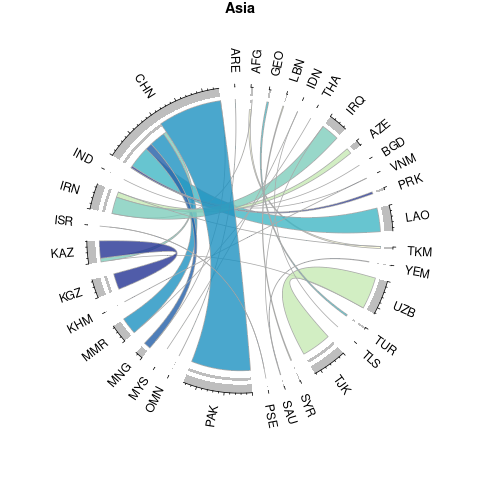 Asia
ARE
AFG
GEO
LBN
IDN
THA
IRQ
AZE
BGD
VNM
PRK
LAO
TKM
YEM
UZB
TUR
TLS
TJK
SYR
SAU
PSE
PAK
OMN
MYS
MNG
MMR
KHM
KGZ
KAZ
ISR
IRN
IND
CHN